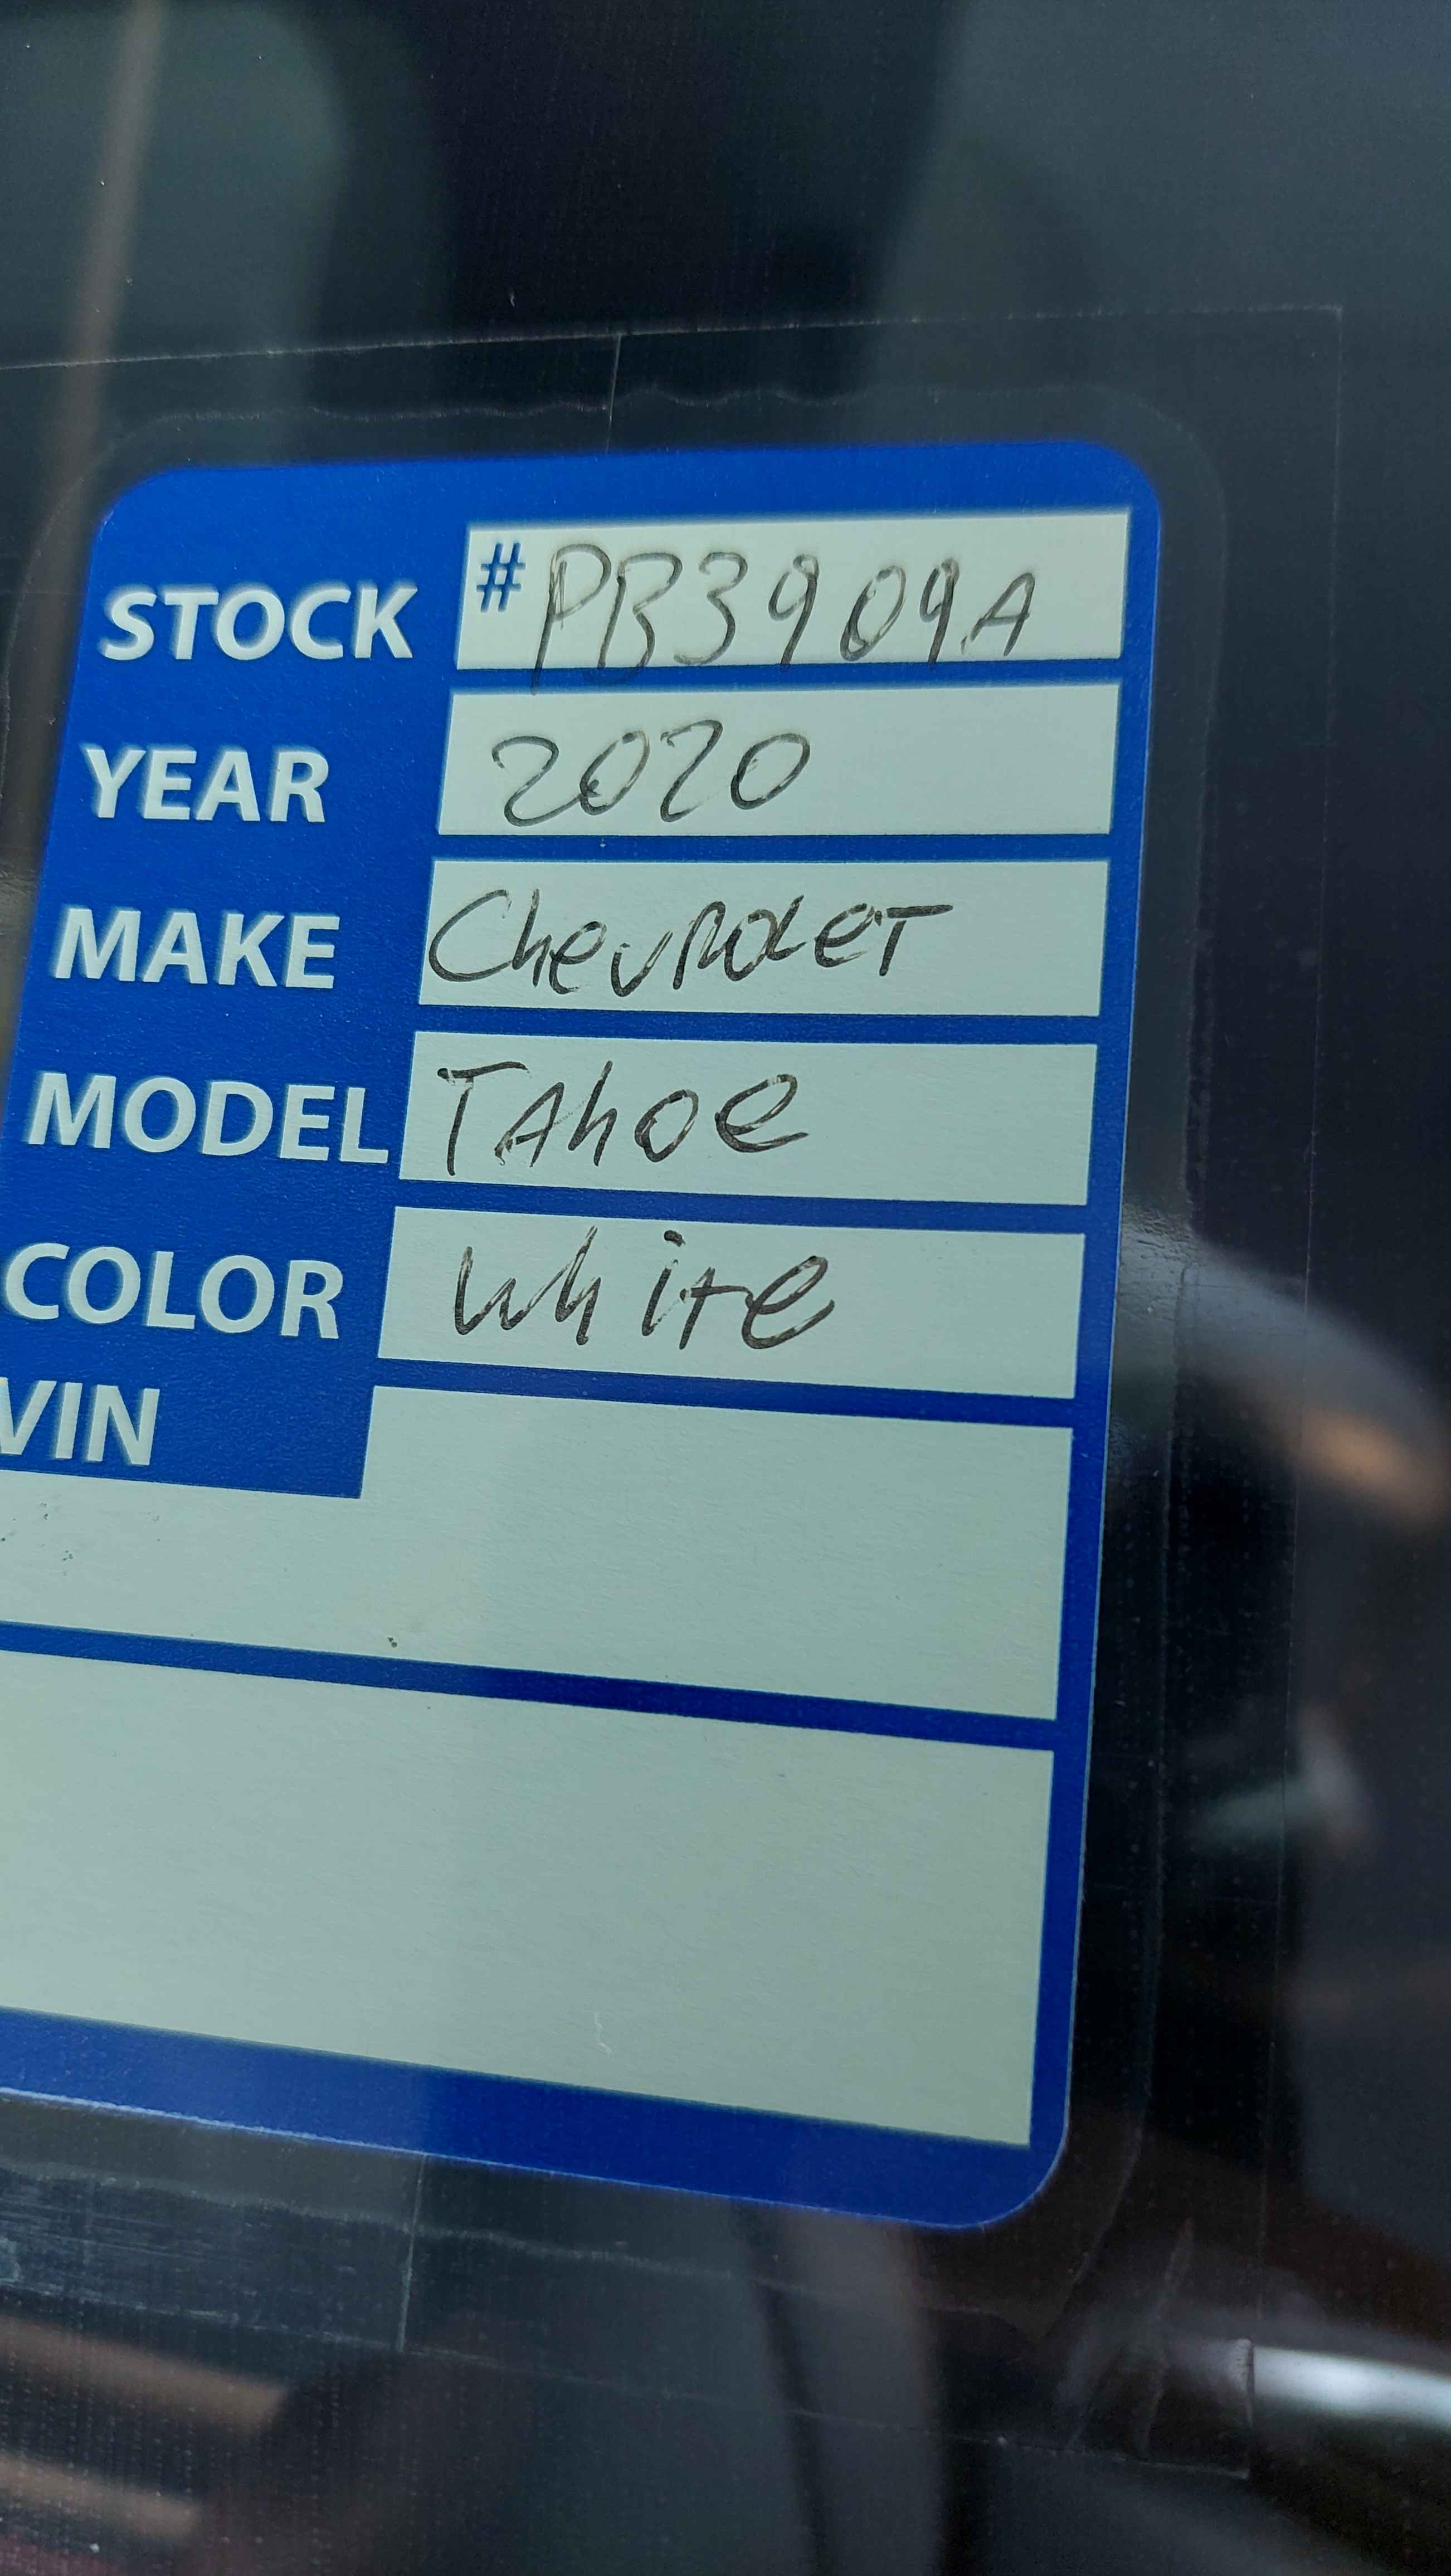 STOCK #PB3909A
YEAR 2020
MAKE Chevrolet
MODEL TAhoe
COLOR white
VIN